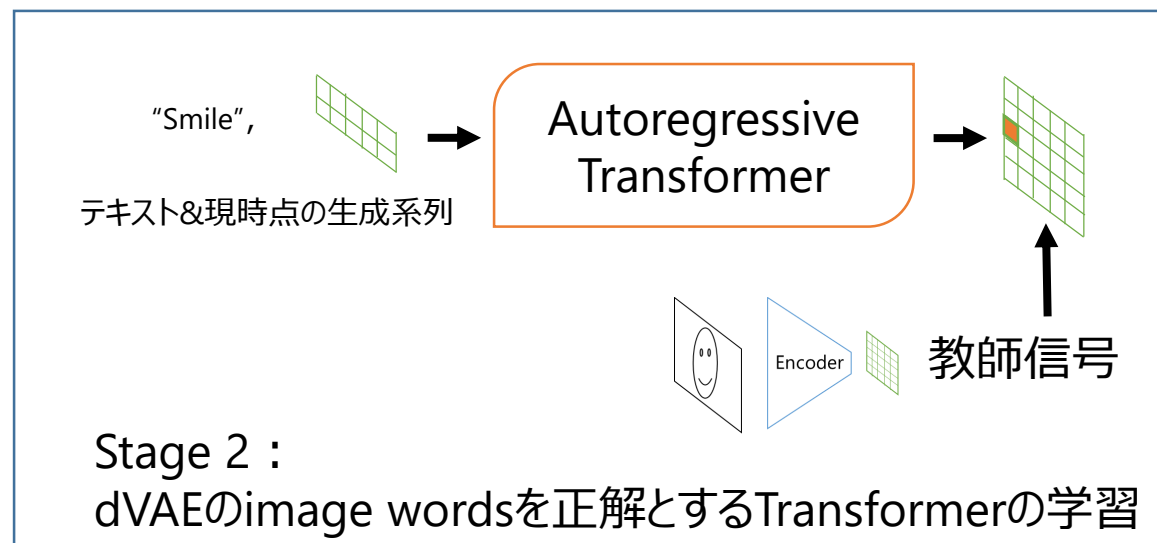 “Smile”,
テキスト&現時点の生成系列
Autoregressive
Transformer
Encoder
教師信号
Stage 2：
dVAEのimage wordsを正解とするTransformerの学習